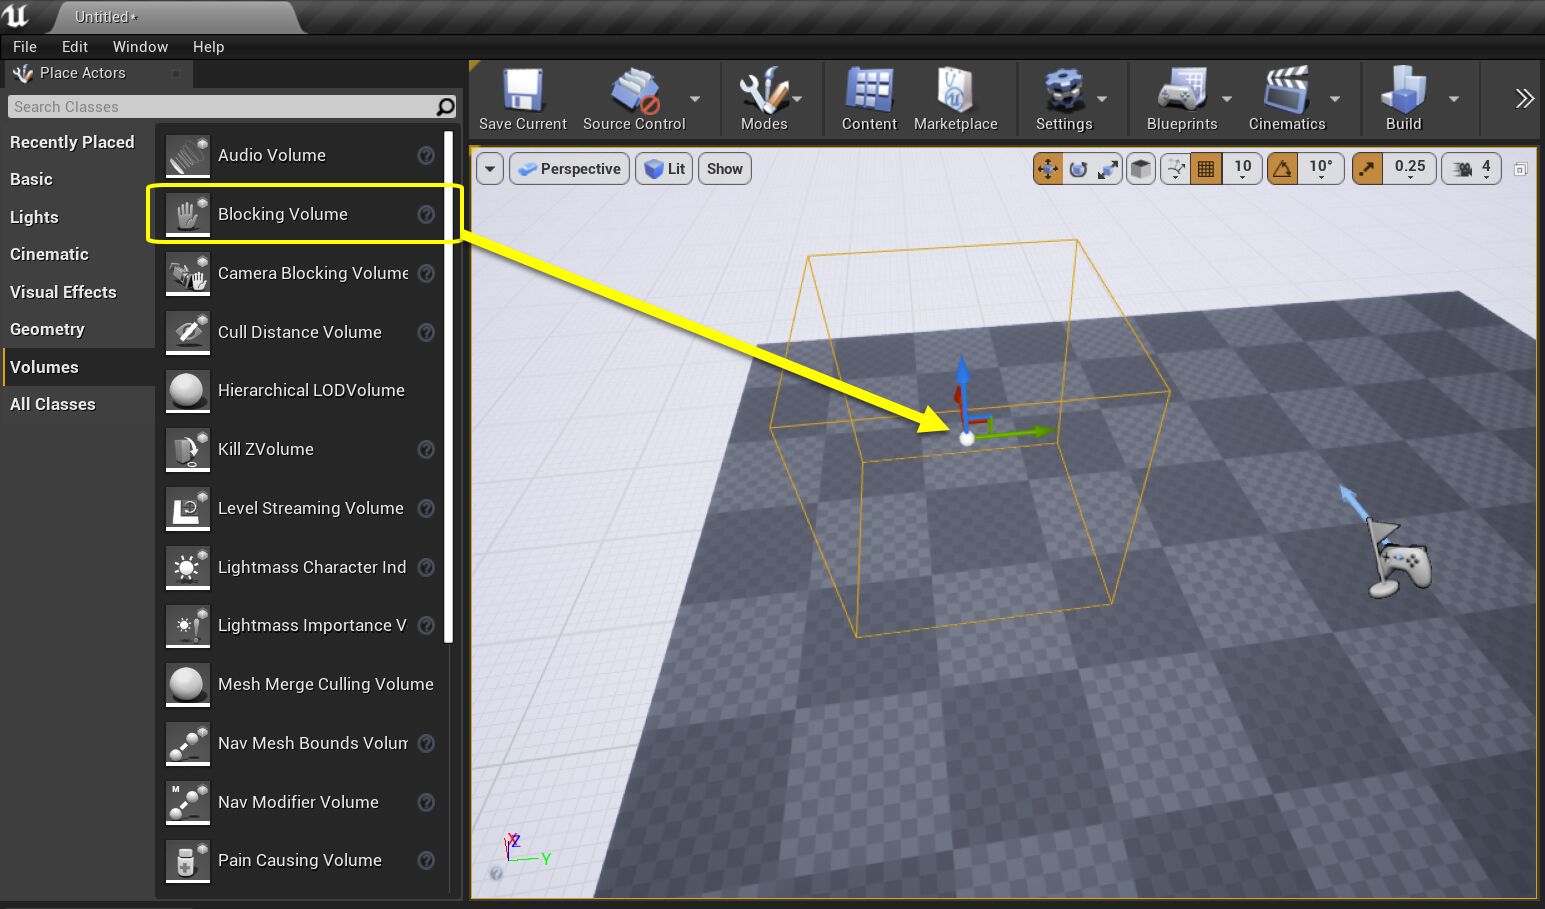 Untitled*
File Edit Window Help
Place Actors
Search Classes
Recently Placed
Basic
Lights
Cinematic
Visual Effects
Geometry
Volumes
All Classes
Audio Volume
Blocking Volume
Camera Blocking Volume
Cull Distance Volume
Hierarchical LODVolume
Kill ZVolume
Level Streaming Volume
Lightmass Character Ind
Lightmass Importance V
Mesh Merge Culling Volume
Nav Mesh Bounds Volum
M
Nav Modifier Volume
Pain Causing Volume
Save Current Source Control Modes Content Marketplace Settings Blueprints Cinematics Build
Perspective Lit Show 10 10° 0.25 4
X Z Y